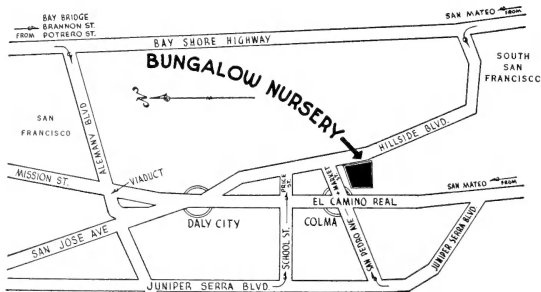 BAY BRIDGE
BRANNON ST.
FROM POTRERO ST.
SAN MATEO
FROM
BAY SHORE HIGHWAY
BUNGALOW NURSERY
SOUTH
SAN
FRANCISCO
SAN
FRANCISCO
ALEMANY BLVD
HILLSIDE BLVD.
MISSION ST.
VIADUCT
PRICE ST.
MARKET ST.
SAN MATEO FROM
EL CAMINO REAL
DALY CITY
COLMA
SAN JOSE AVE
SCHOOL ST.
SAN PEDRO AVE
JUNIPER SERRA BLVD
JUNIPER SERRA BLVD.